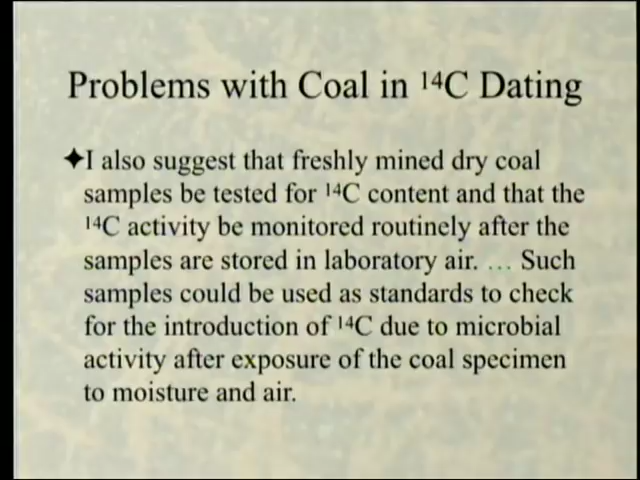 Problems with Coal in ¹⁴C Dating
✦I also suggest that freshly mined dry coal
samples be tested for ¹⁴C content and that the
¹⁴C activity be monitored routinely after the
samples are stored in laboratory air. … Such
samples could be used as standards to check
for the introduction of ¹⁴C due to microbial
activity after exposure of the coal specimen
to moisture and air.